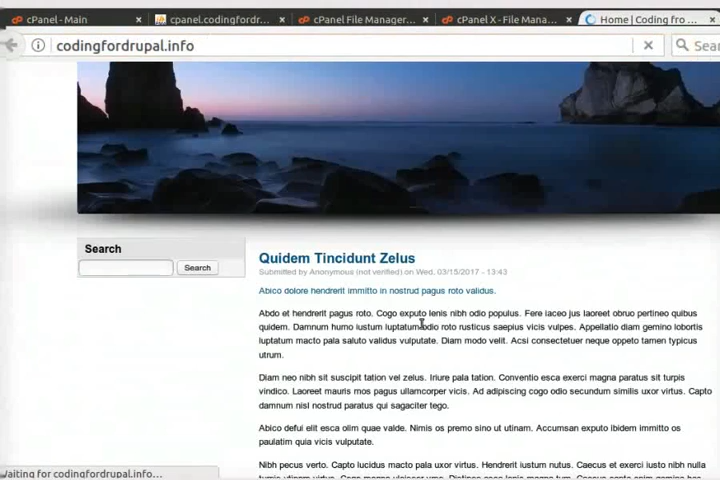 cPanel - Main
cpanel.codingfordr...
cPanel File Manager...
cPanel X - File Mana...
Home | Coding fro ...
codingfordrupal.info
Sear
Search
Search
Quidem Tincidunt Zelus
Submitted by Anonymous (not verified) on Wed, 03/15/2017 - 13:43
Abico dolore hendrerit immitto in nostrud pagus roto validus.
Abdo et hendrerit pagus roto. Cogo exputo lenis nibh odio populus. Fere iaceo jus laoreet obruo pertineo quibus
quidem. Damnum humo iustum luptatum odio roto rusticus saepius vicis vulpes. Appellatio diam gemino lobortis
luptatum macto pala saluto validus vulputate. Diam modo velit. Acsi consectetuer neque oppeto tamen typicus
utrum.
Diam neo nibh sit suscipit tation vel zelus. Iriure pala tation. Conventio esca exerci magna paratus sit turpis
vindico. Laoreet mauris mos pagus ullamcorper vicis. Ad adipiscing cogo odio secundum similis uxor virtus. Capto
damnum nisl nostrud paratus qui sagaciter tego.
Abico defui elit esca olim quae valde. Nimis os premo sino ut utinam. Accumsan exputo ibidem immitto os
paulatim quia vicis vulputate.
Nibh pecus verto. Capto lucidus macto pala uxor virtus. Hendrerit iustum nutus. Caecus et exerci iusto nibh nulla
Waiting for codingfordrupal.info...